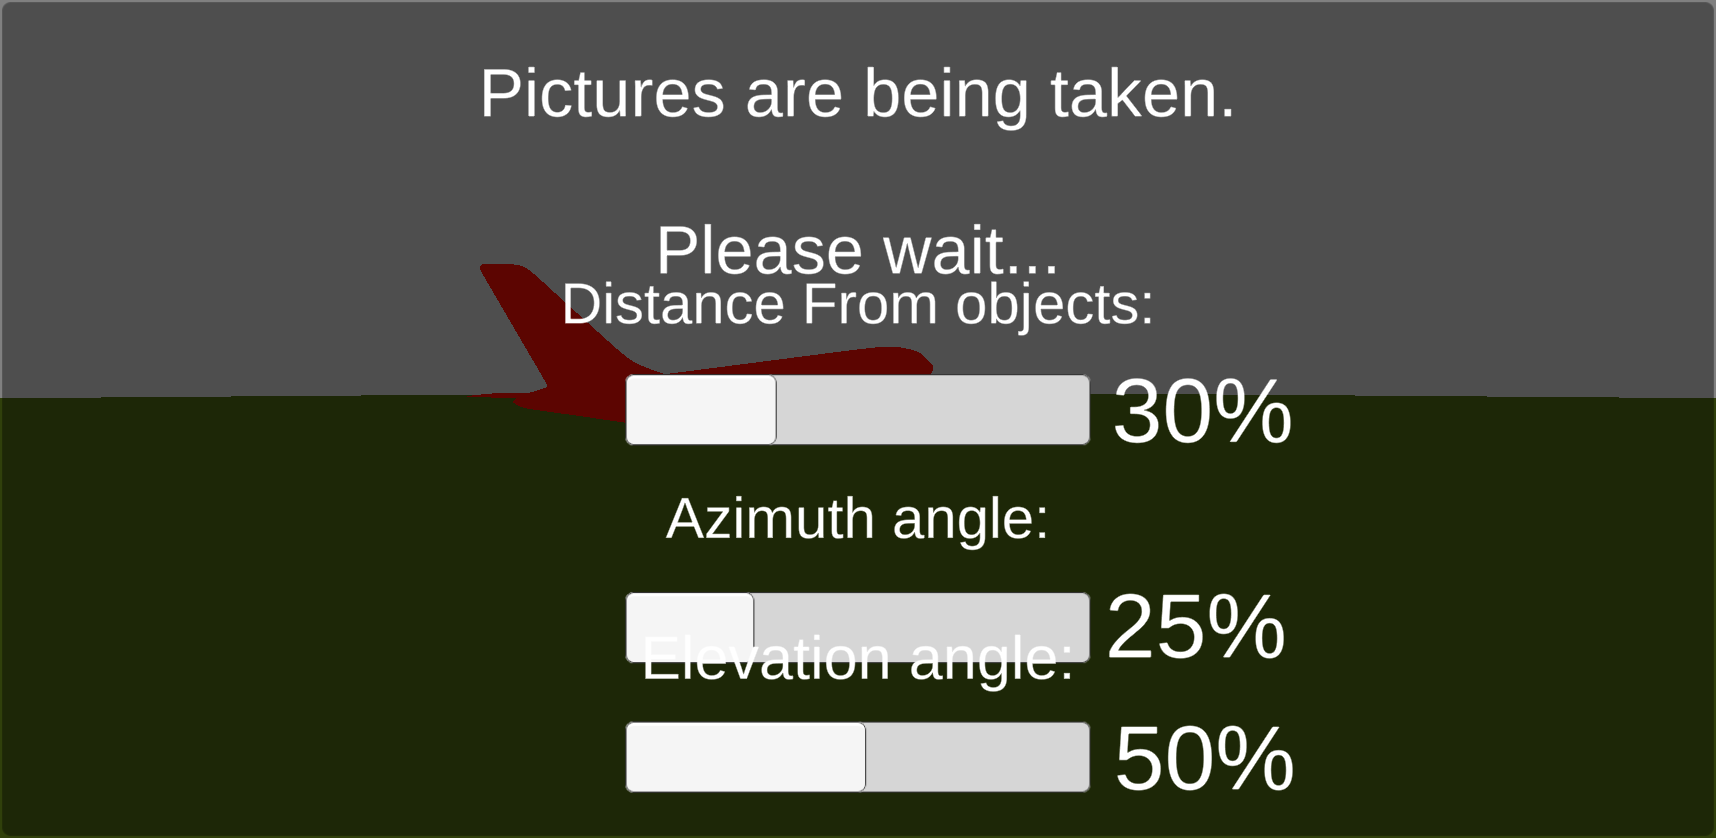 Pictures are being taken.
Please wait...
Distance From objects:
30%
Azimuth angle:
25%
Elevation angle:
50%